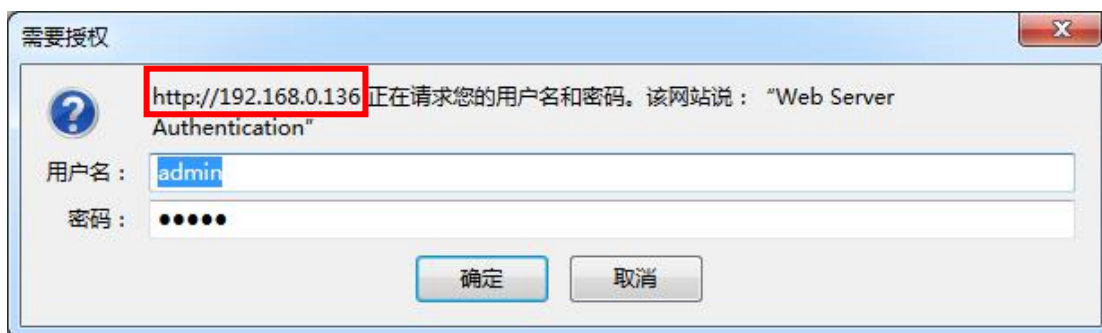 需要授权
http://192.168.0.136 正在请求您的用户名和密码。该网站说： “Web Server
Authentication”
用户名： admin
密码： •••••
确定 取消